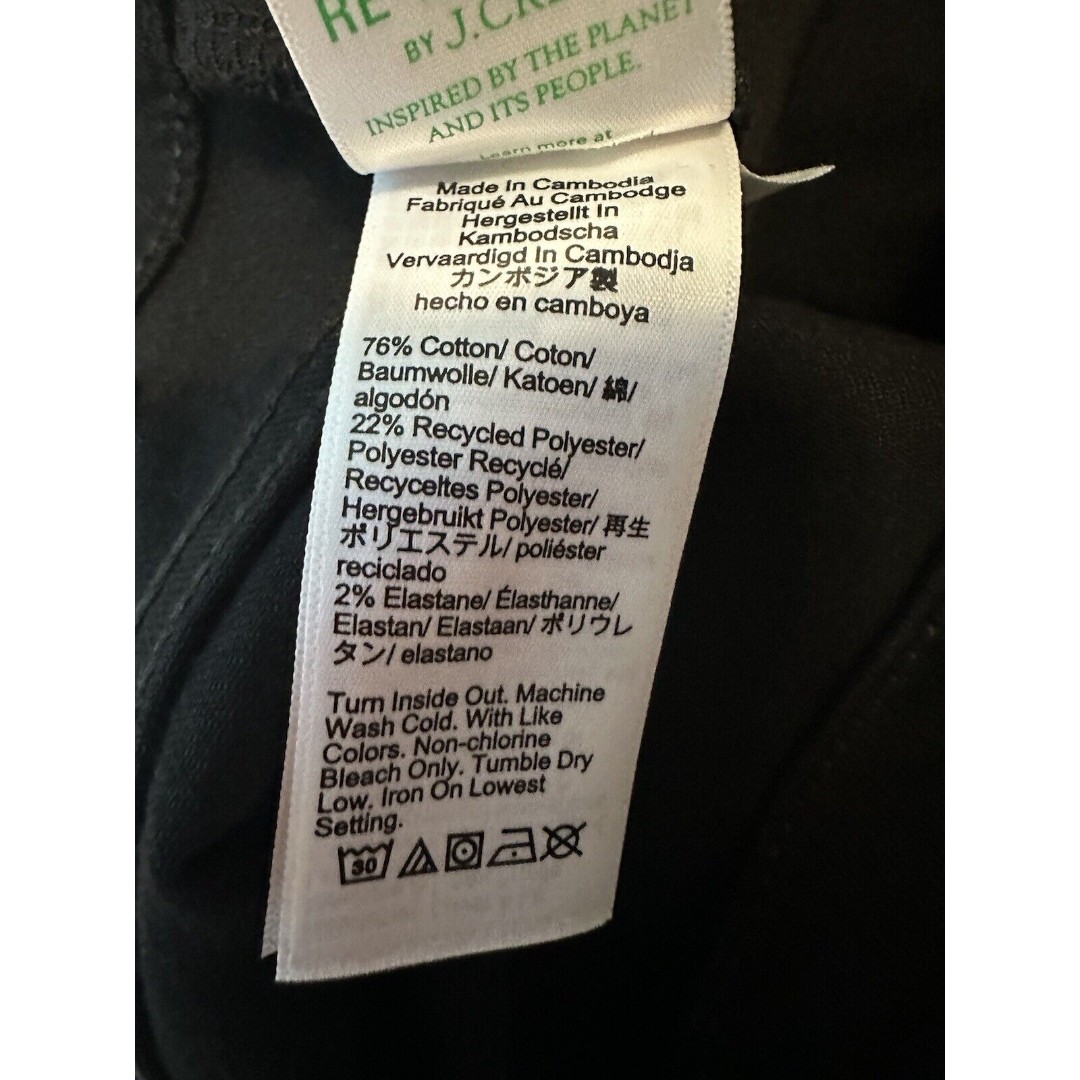 RE
BY J.CRE
INSPIRED BY THE PLANET
AND ITS PEOPLE.
Learn more at
Made In Cambodia
Fabriqué Au Cambodge
Hergestellt In
Kambodscha
Vervaardigd In Cambodja
カンボジア製
hecho en camboya
76% Cotton/ Coton/
Baumwolle/ Katoen/ 綿/
algodón
22% Recycled Polyester/
Polyester Recyclé/
Recyceltes Polyester/
Hergebruikt Polyester/ 再生
ポリエステル/ poliéster
reciclado
2% Elastane/ Élasthanne/
Elastan/ Elastaan/ ポリウレ
タン/ elastano
Turn Inside Out. Machine
Wash Cold. With Like
Colors. Non-chlorine
Bleach Only. Tumble Dry
Low. Iron On Lowest
Setting.
30